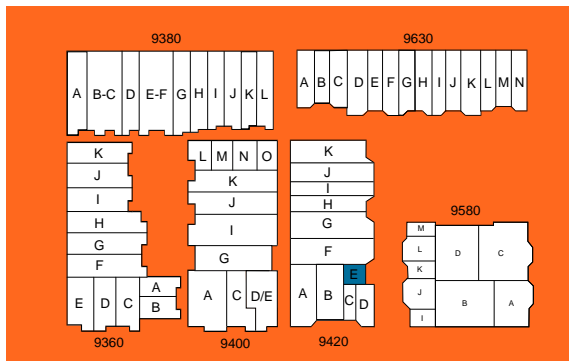 9380
9630
A B-C D E-F G H I J K L
A B C D E F G H I J K L M N
K
J
I
H
G
F
E D C A
B
9360
L M N O
K
J
I
G
A C D/E
9400
K
J
I
H
G
F
E
A B C D
9420
9580
M
L
K
J
I
D C
B A